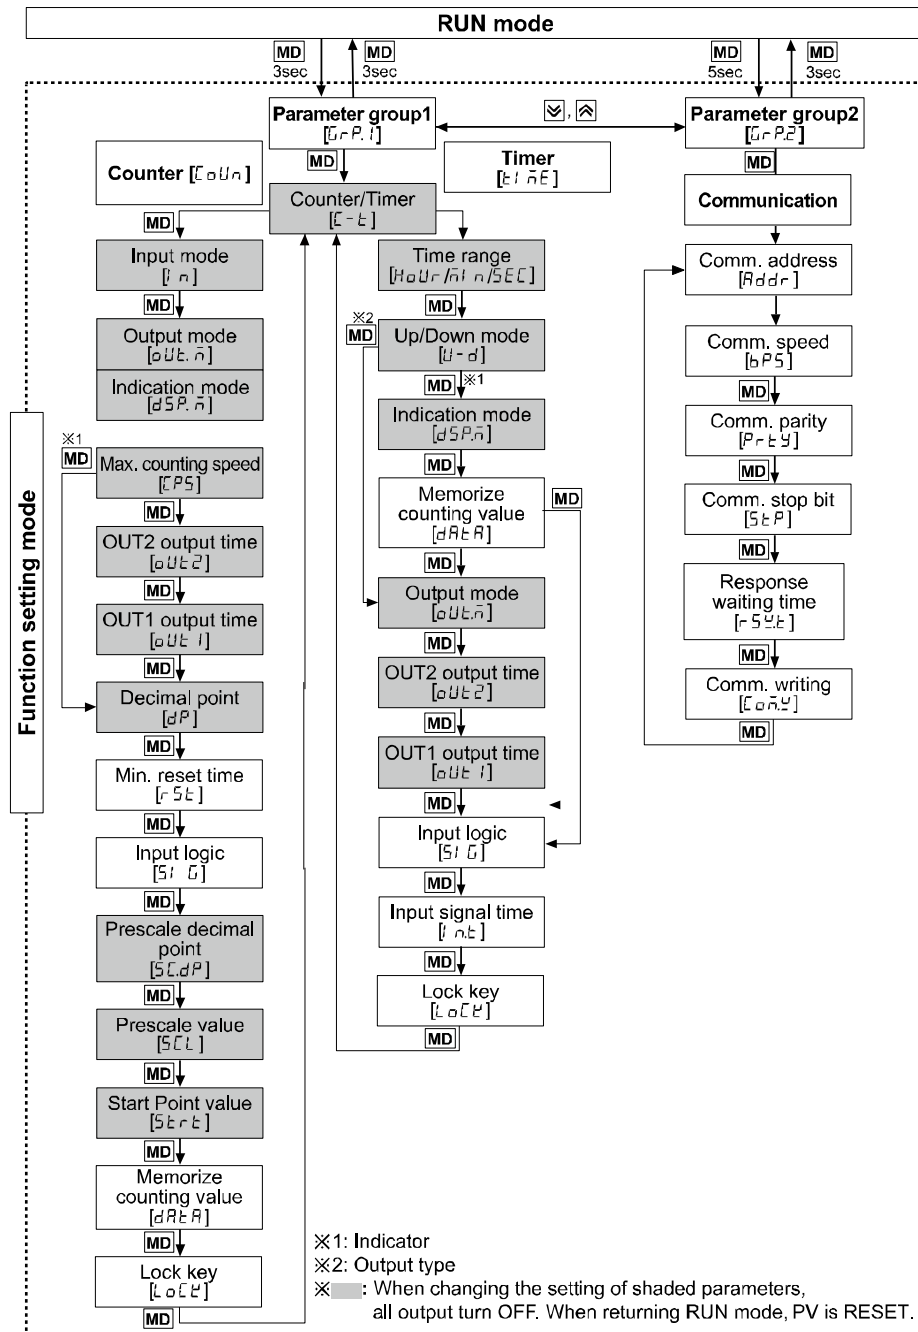 RUN mode
MD
3sec
MD
3sec
MD
5sec
MD
3sec
Parameter group1
[GrP.1]
Parameter group2
[GrP.2]
,
MD
MD
Counter [CoUn]
Timer
[tImE]
Communication
Counter/Timer
[C-t]
MD
Input mode
[In]
MD
Output mode
[oUt.m]
Indication mode
[dSP.m]
※1
MD
Max. counting speed
[CPS]
MD
OUT2 output time
[oUt2]
MD
OUT1 output time
[oUt1]
MD
Decimal point
[dP]
MD
Min. reset time
[rSt]
MD
Input logic
[SIG]
MD
Prescale decimal
point
[SC.dP]
MD
Prescale value
[SCL]
MD
Start Point value
[Strt]
MD
Memorize
counting value
[dAtA]
MD
Lock key
[LoCK]
MD
MD
Time range
[HoUr/mIn/SEC]
MD
※2
MD
Up/Down mode
[U-d]
MD ※1
Indication mode
[dSP.m]
MD
Memorize
counting value
[dAtA]
MD
MD
Output mode
[oUt.m]
MD
OUT2 output time
[oUt2]
MD
OUT1 output time
[oUt1]
MD
Input logic
[SIG]
MD
Input signal time
[In.t]
MD
Lock key
[LoCK]
MD
Comm. address
[Addr]
Comm. speed
[bPS]
MD
Comm. parity
[PrtY]
MD
Comm. stop bit
[StP]
MD
Response
waiting time
[rSW.t]
MD
Comm. writing
[Com.W]
MD
Function setting mode
※1: Indicator
※2: Output type
※ : When changing the setting of shaded parameters,
all output turn OFF. When returning RUN mode, PV is RESET.